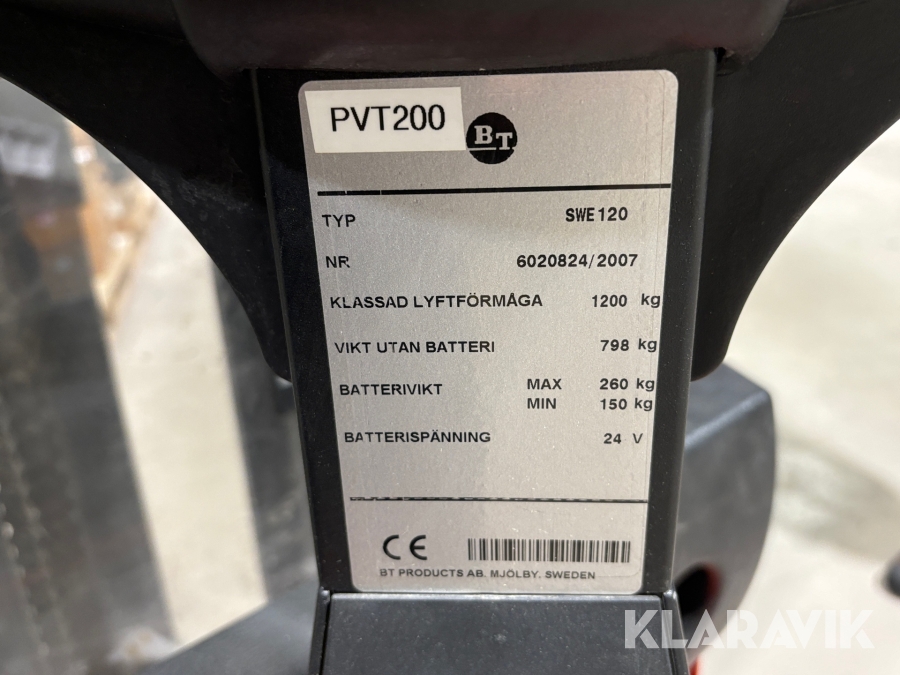 PVT200
BT
TYP SWE120
NR 6020824/2007
KLASSAD LYFTFÖRMÅGA 1200 kg
VIKT UTAN BATTERI 798 kg
BATTERIVIKT MAX 260 kg
MIN 150 kg
BATTERISPÄNNING 24 V
CE
BT PRODUCTS AB. MJÖLBY. SWEDEN
KLARAVIK